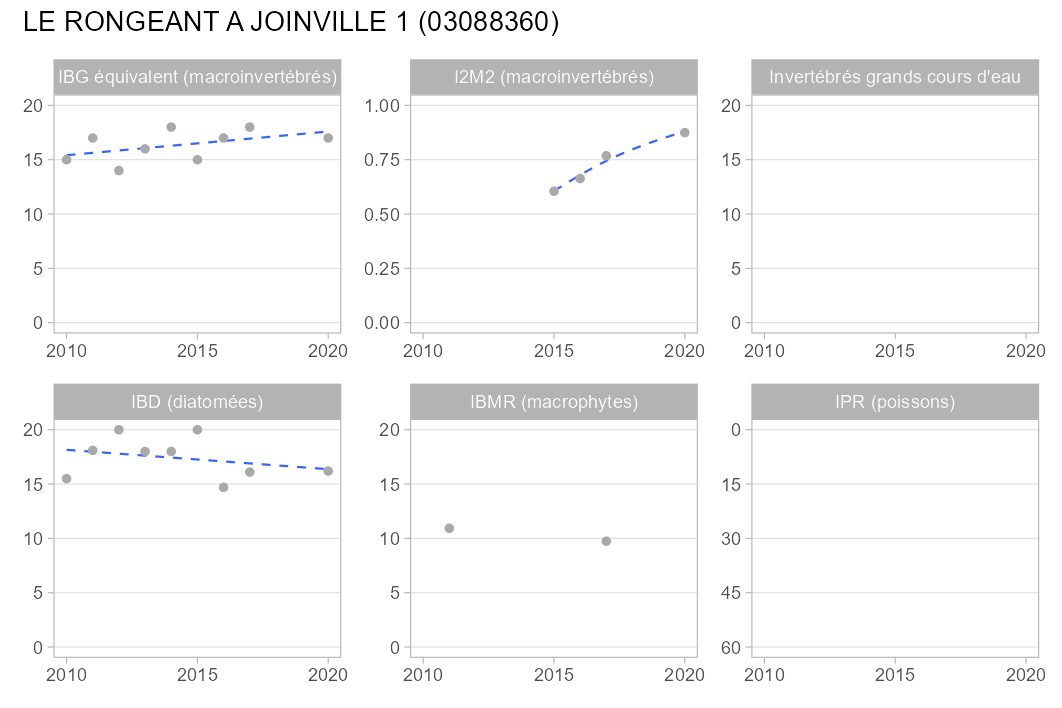 LE RONGEANT A JOINVILLE 1 (03088360)
IBG équivalent (macroinvertébrés)
20
15
10
5
0
2010 2015 2020
I2M2 (macroinvertébrés)
1.00
0.75
0.50
0.25
0.00
2010 2015 2020
Invertébrés grands cours d'eau
20
15
10
5
0
2010 2015 2020
IBD (diatomées)
20
15
10
5
0
2010 2015 2020
IBMR (macrophytes)
20
15
10
5
0
2010 2015 2020
IPR (poissons)
0
15
30
45
60
2010 2015 2020